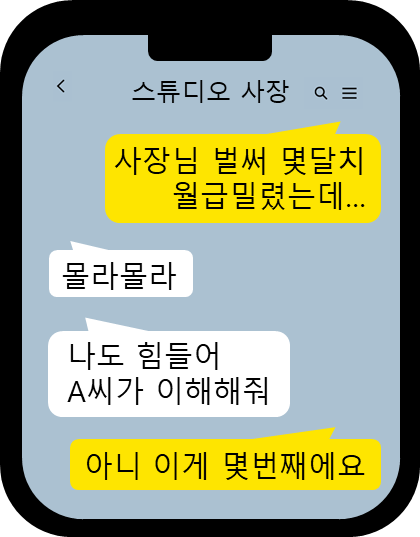 스튜디오 사장
사장님 벌써 몇달치
월급밀렸는데...
몰라몰라
나도 힘들어
A씨가 이해해줘
아니 이게 몇번째에요